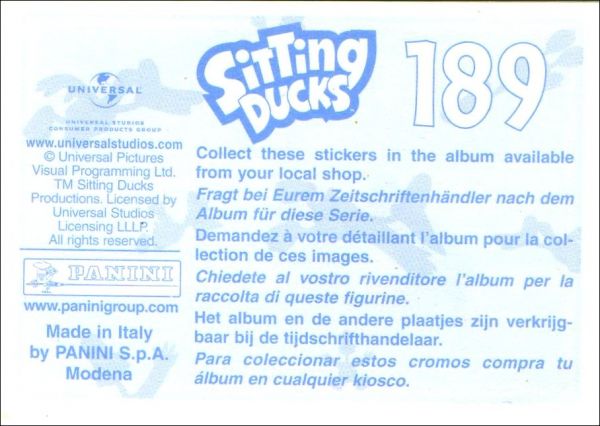 UNIVERSAL
UNIVERSAL STUDIOS
CONSUMER PRODUCTS GROUP
www.universalstudios.com
© Universal Pictures
Visual Programming Ltd.
TM Sitting Ducks
Productions. Licensed by
Universal Studios
Licensing LLLP.
All rights reserved.
PANINI
www.paninigroup.com
Made in Italy
by PANINI S.p.A.
Modena
Sitting
Ducks
189
Collect these stickers in the album available
from your local shop.
Fragt bei Eurem Zeitschriftenhändler nach dem
Album für diese Serie.
Demandez à votre détaillant l'album pour la col-
lection de ces images.
Chiedete al vostro rivenditore l'album per la
raccolta di queste figurine.
Het album en de andere plaatjes zijn verkrijg-
baar bij de tijdschrifthandelaar.
Para coleccionar estos cromos compra tu
álbum en cualquier kiosco.